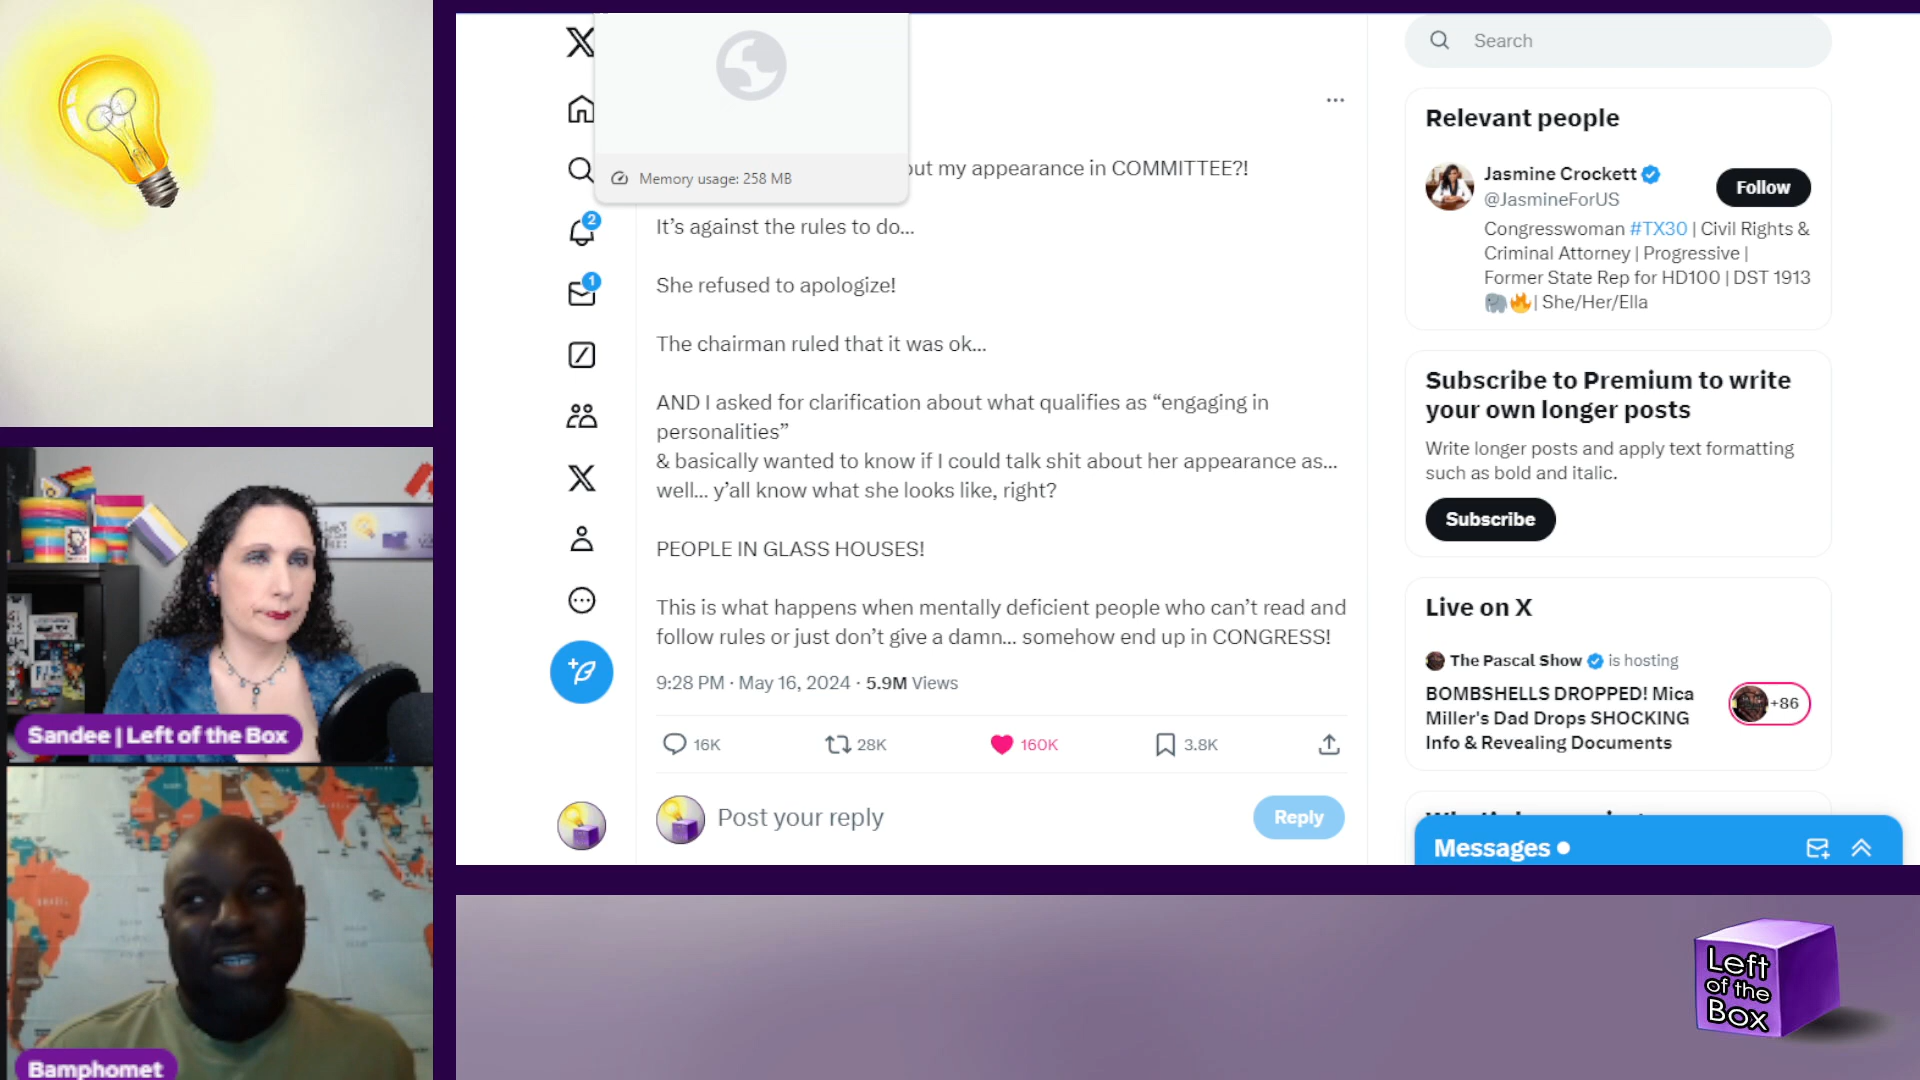 Memory usage: 258 MB
out my appearance in COMMITTEE?!
It's against the rules to do...
She refused to apologize!
The chairman ruled that it was ok...
AND I asked for clarification about what qualifies as “engaging in
personalities”
& basically wanted to know if I could talk shit about her appearance as...
well... y'all know what she looks like, right?
PEOPLE IN GLASS HOUSES!
This is what happens when mentally deficient people who can't read and
follow rules or just don't give a damn... somehow end up in CONGRESS!
9:28 PM · May 16, 2024 · 5.9M Views
16K 28K 160K 3.8K
Post your reply
Reply
2
1
Search
Relevant people
Jasmine Crockett
@JasmineForUS
Follow
Congresswoman #TX30 | Civil Rights &
Criminal Attorney | Progressive |
Former State Rep for HD100 | DST 1913
🐘🔥| She/Her/Ella
Subscribe to Premium to write
your own longer posts
Write longer posts and apply text formatting
such as bold and italic.
Subscribe
Live on X
The Pascal Show is hosting
BOMBSHELLS DROPPED! Mica
Miller's Dad Drops SHOCKING
Info & Revealing Documents
+86
Messages
Sandee | Left of the Box
Bamphomet
Left
of the
Box